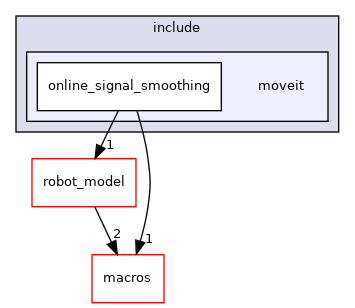 include
online_signal_smoothing
moveit
1
robot_model
2
1
macros